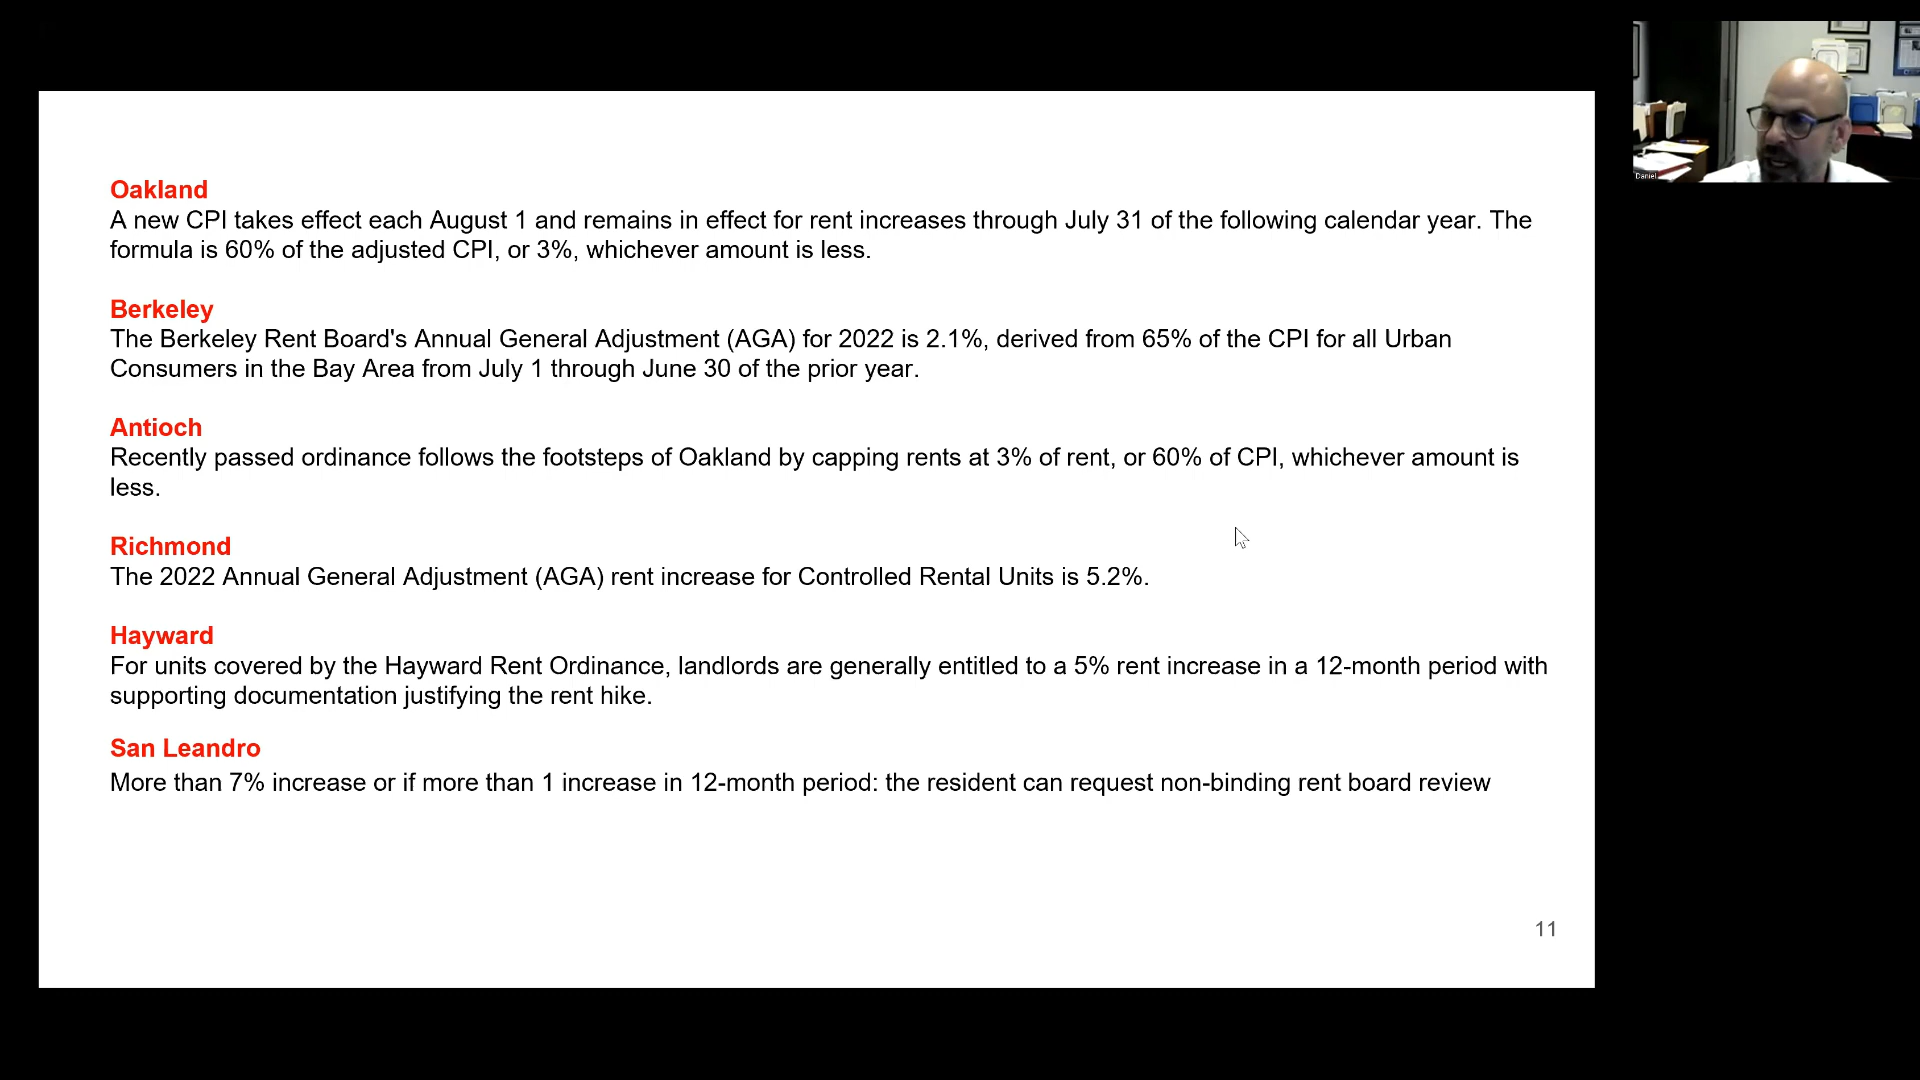 Oakland
A new CPI takes effect each August 1 and remains in effect for rent increases through July 31 of the following calendar year. The
formula is 60% of the adjusted CPI, or 3%, whichever amount is less.
Berkeley
The Berkeley Rent Board's Annual General Adjustment (AGA) for 2022 is 2.1%, derived from 65% of the CPI for all Urban
Consumers in the Bay Area from July 1 through June 30 of the prior year.
Antioch
Recently passed ordinance follows the footsteps of Oakland by capping rents at 3% of rent, or 60% of CPI, whichever amount is
less.
Richmond
The 2022 Annual General Adjustment (AGA) rent increase for Controlled Rental Units is 5.2%.
Hayward
For units covered by the Hayward Rent Ordinance, landlords are generally entitled to a 5% rent increase in a 12-month period with
supporting documentation justifying the rent hike.
San Leandro
More than 7% increase or if more than 1 increase in 12-month period: the resident can request non-binding rent board review
11
Daniel